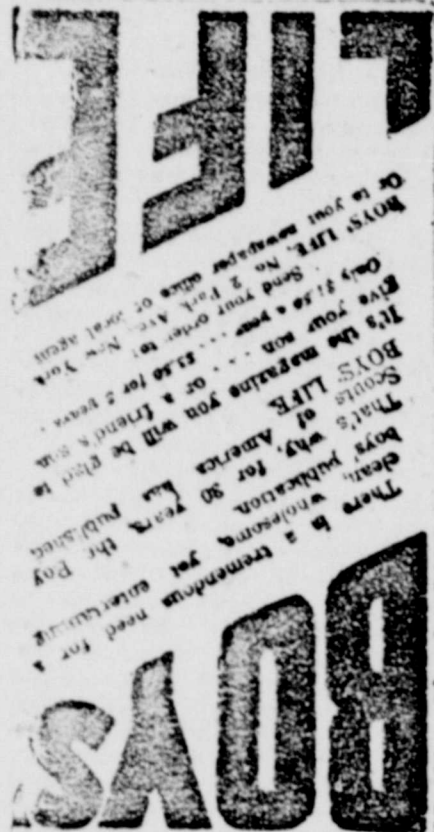 BOYS'
There is a tremendous need for a
clean, wholesome, yet entertaining
boys' publication.
That's why, for 20 years, the Boy
Scouts of America has published
BOYS' LIFE.
It's the magazine you will be glad to
give your son . . . or a friend's son
Only $1.50 a year . . . $3.50 for 3 years.
Send your order to:
BOYS' LIFE, No. 2 Park Ave., New York
Or to your newspaper office or local agent
LIFE